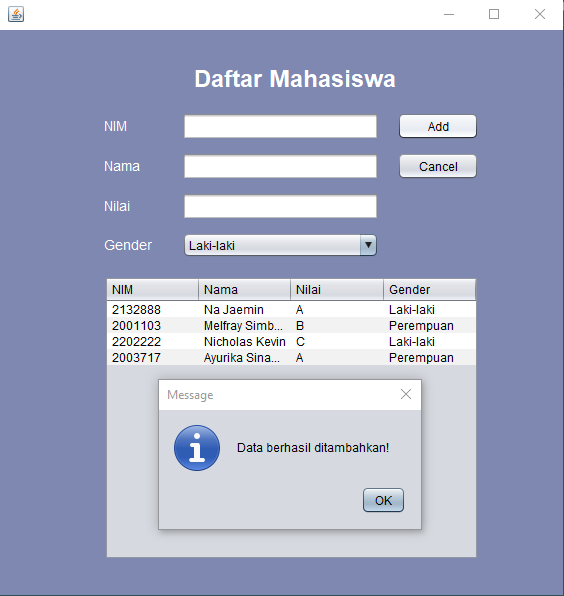 Daftar Mahasiswa
NIM
Add
Nama
Cancel
Nilai
Gender Laki-laki
NIM Nama Nilai Gender
2132888 Na Jaemin A Laki-laki
2001103 Melfray Simb... B Perempuan
2202222 Nicholas Kevin C Laki-laki
2003717 Ayurika Sina... A Perempuan
Message
Data berhasil ditambahkan!
OK